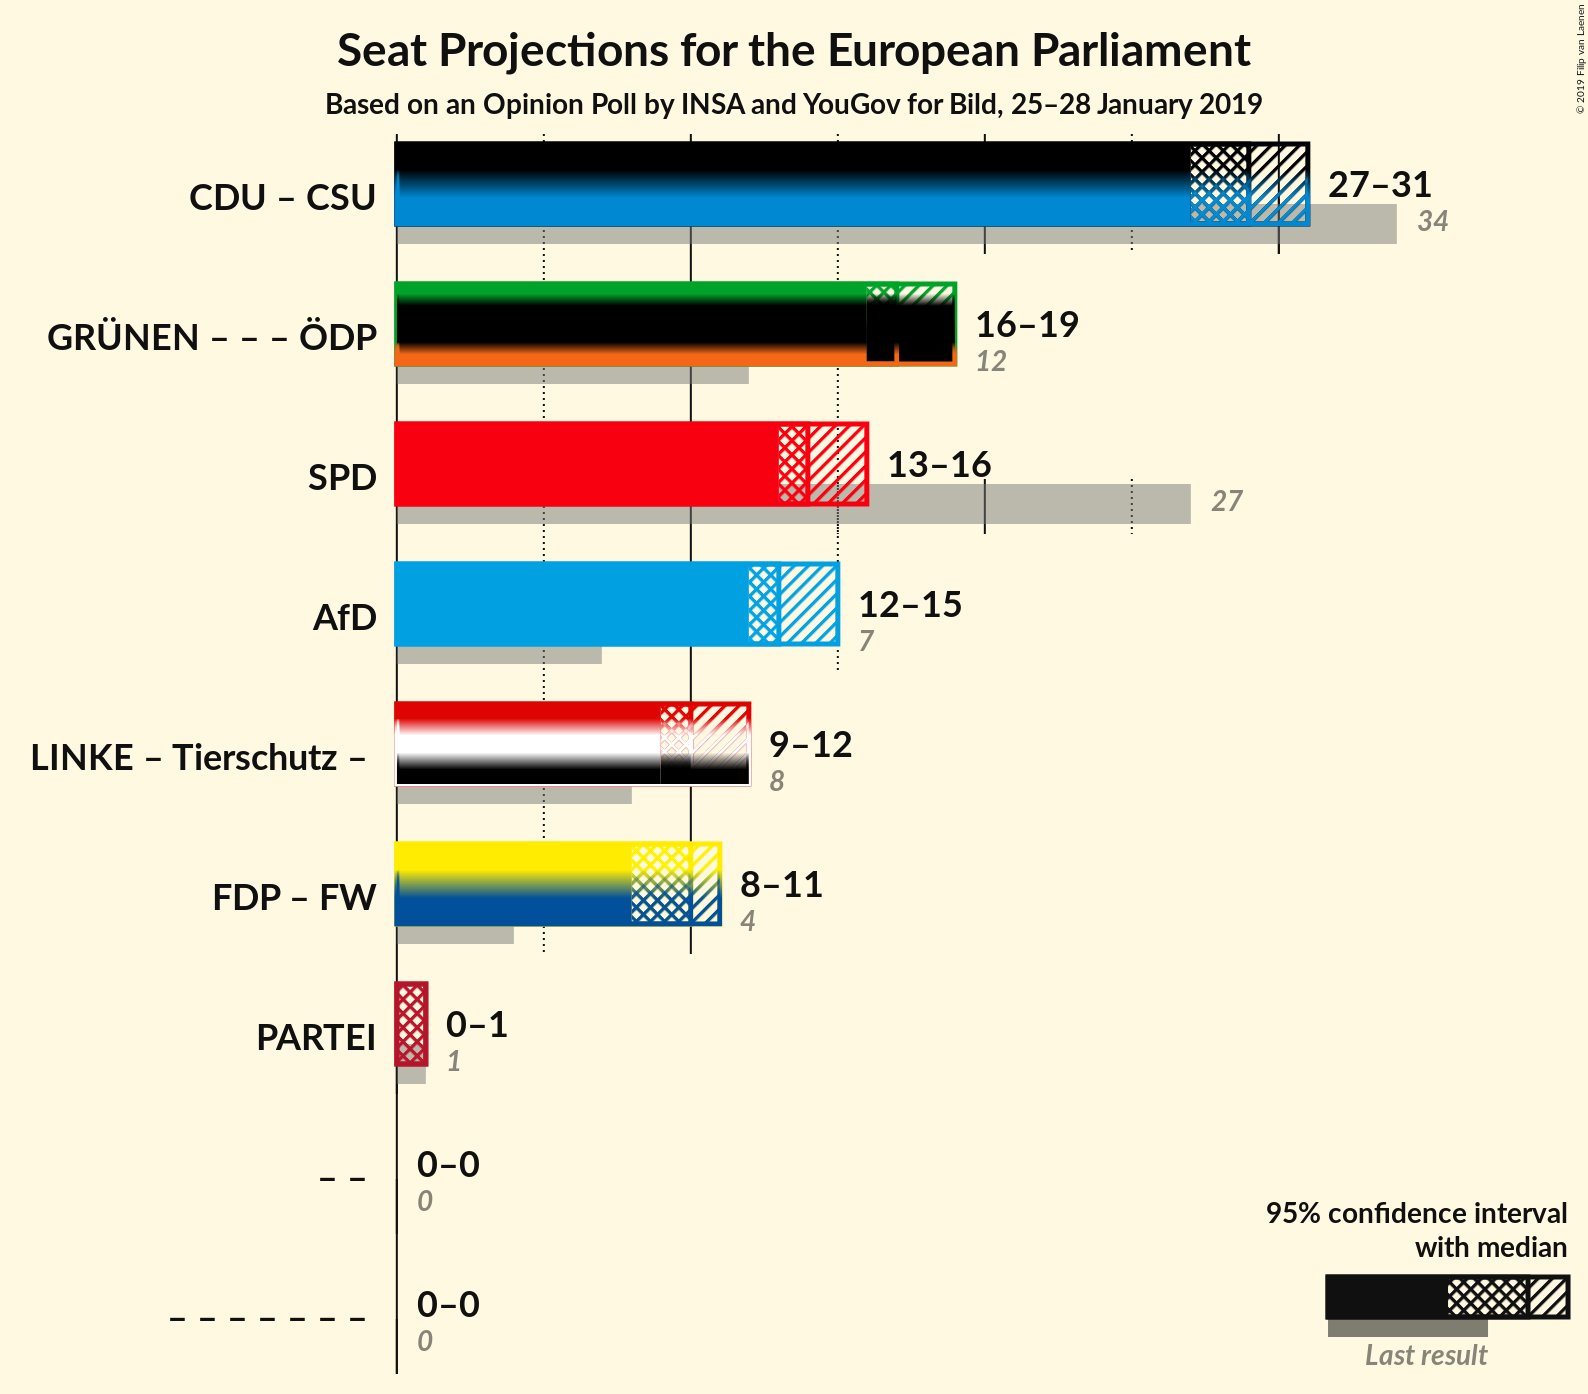 Seat Projections for the European Parliament
Based on an Opinion Poll by INSA and YouGov for Bild, 25–28 January 2019
© 2019 Filip van Laenen
CDU – CSU
27–31
34
GRÜNEN – – – ÖDP
16–19
12
SPD
13–16
27
AfD
12–15
7
LINKE – Tierschutz –
9–12
8
FDP – FW
8–11
4
PARTEI
0–1
1
– –
0–0
0
– – – – – – –
0–0
0
95% confidence interval
with median
Last result